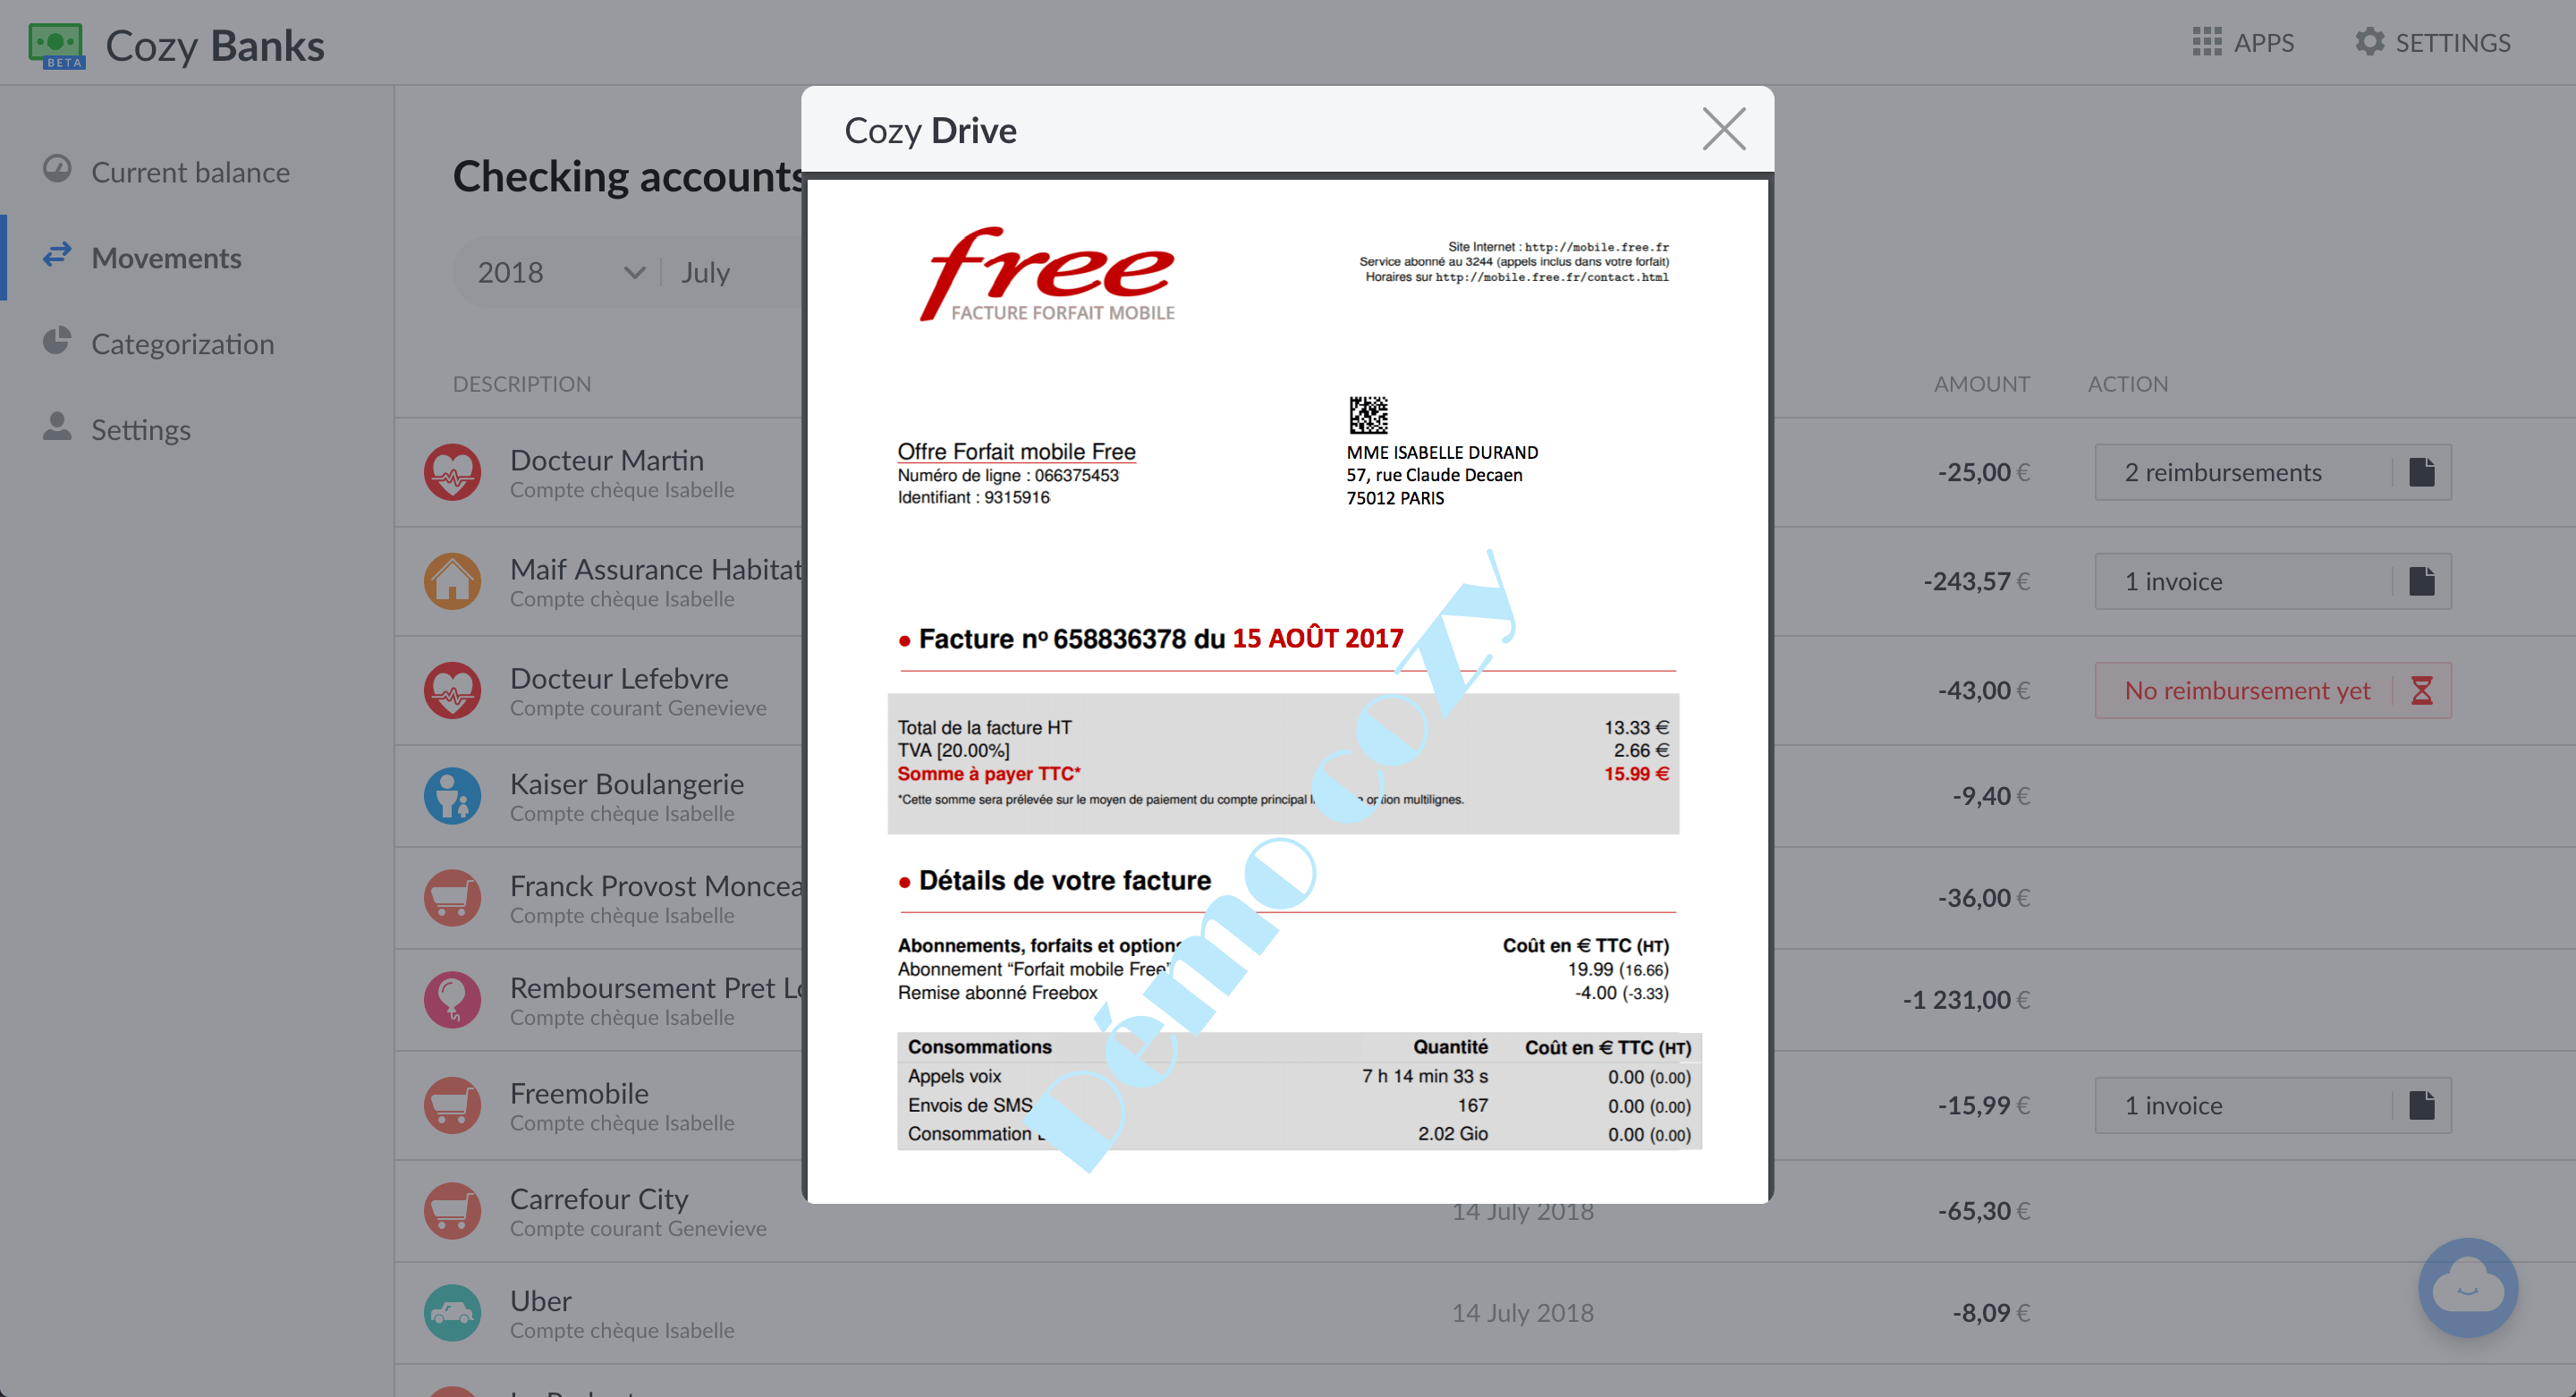 Cozy Banks
BETA
APPS
SETTINGS
Current balance
Movements
Categorization
Settings
Checking accounts
2018
July
DESCRIPTION
AMOUNT
ACTION
Docteur Martin
Compte chèque Isabelle
-25,00 €
2 reimbursements
Maif Assurance Habitat
Compte chèque Isabelle
-243,57 €
1 invoice
Docteur Lefebvre
Compte courant Genevieve
-43,00 €
No reimbursement yet
Kaiser Boulangerie
Compte chèque Isabelle
-9,40 €
Franck Provost Moncea
Compte chèque Isabelle
-36,00 €
Remboursement Pret
Compte chèque Isabelle
-1 231,00 €
Freemobile
Compte chèque Isabelle
-15,99 €
1 invoice
Carrefour City
Compte courant Genevieve
14 July 2018
-65,30 €
Uber
Compte chèque Isabelle
14 July 2018
-8,09 €
Cozy Drive
free
FACTURE FORFAIT MOBILE
Site Internet : http://mobile.free.fr
Service abonné au 3244 (appels inclus dans votre forfait)
Horaires sur http://mobile.free.fr/contact.html
Offre Forfait mobile Free
Numéro de ligne : 066375453
Identifiant : 9315916
MME ISABELLE DURAND
57, rue Claude Decaen
75012 PARIS
• Facture nº 658836378 du 15 AOÛT 2017
Total de la facture HT 13.33 €
TVA [20.00%] 2.66 €
Somme à payer TTC* 15.99 €
*Cette somme sera prélevée sur le moyen de paiement du compte principal option multilignes.
• Détails de votre facture
Abonnements, forfaits et options Coût en € TTC (HT)
Abonnement “Forfait mobile Free” 19.99 (16.66)
Remise abonné Freebox -4.00 (-3.33)
Consommations Quantité Coût en € TTC (HT)
Appels voix 7 h 14 min 33 s 0.00 (0.00)
Envois de SMS 167 0.00 (0.00)
Consommation 2.02 Gio 0.00 (0.00)
Démo cozy